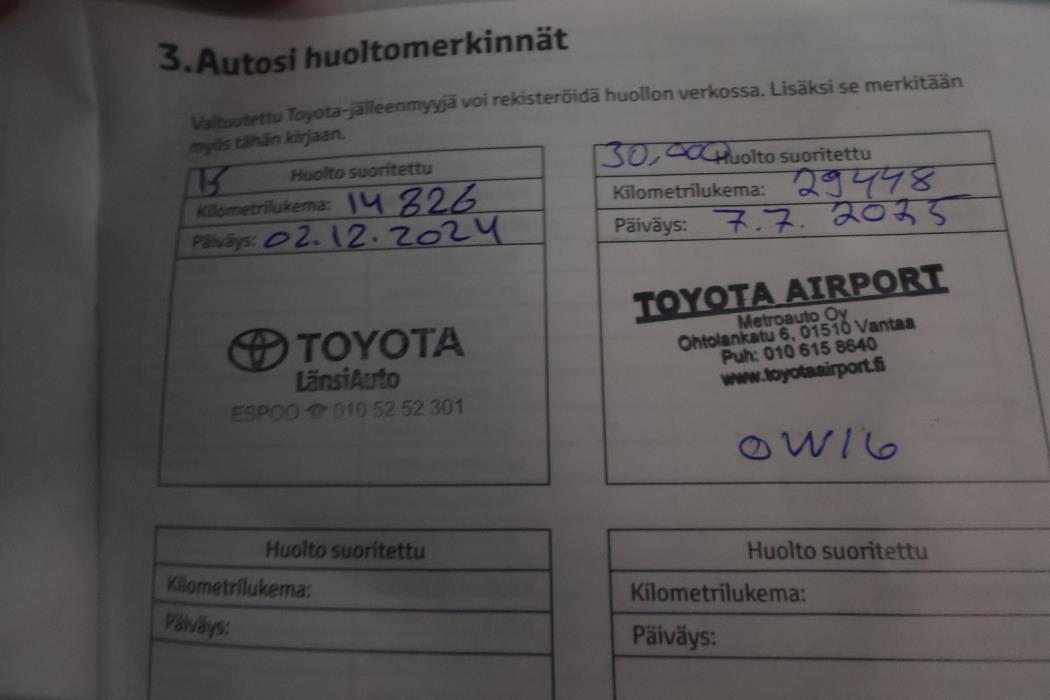 3. Autosi huoltomerkinnät
Valtuutettu Toyota-jälleenmyyjä voi rekisteröidä huollon verkossa. Lisäksi se merkitään
myös tähän kirjaan.
15 Huolto suoritettu
Kilometrilukema: 14 826
Päiväys: 02.12.2024
TOYOTA
LänsiAuto
ESPOO ☎ 010 52 52 301
30,000 Huolto suoritettu
Kilometrilukema: 29448
Päiväys: 7.7. 2025
TOYOTA AIRPORT
Metroauto Oy
Ohtolankatu 6, 01510 Vantaa
Puh: 010 615 8640
www.toyotaairport.fi
OW16
Huolto suoritettu
Kilometrilukema:
Päiväys:
Huolto suoritettu
Kilometrilukema:
Päiväys: